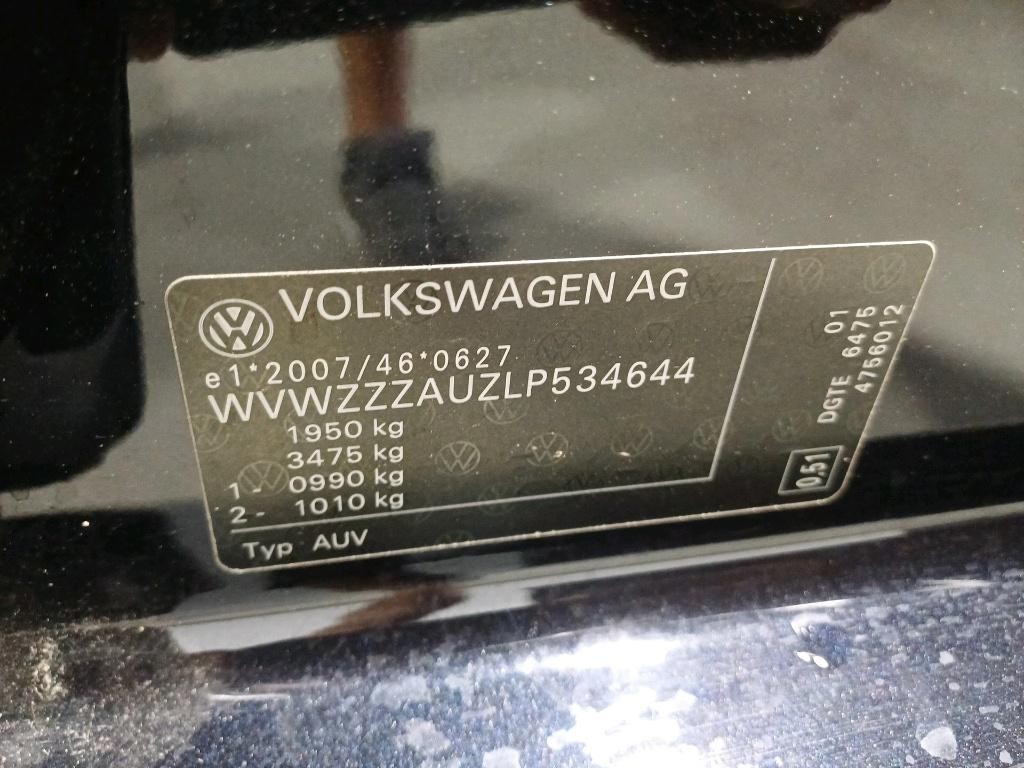 VOLKSWAGEN AG
e1*2007/46*0627
WVWZZZAUZLP534644
1950 kg
3475 kg
1- 0990 kg
2- 1010 kg
Typ AUV
01
DGTE 6475
4756012
0,51